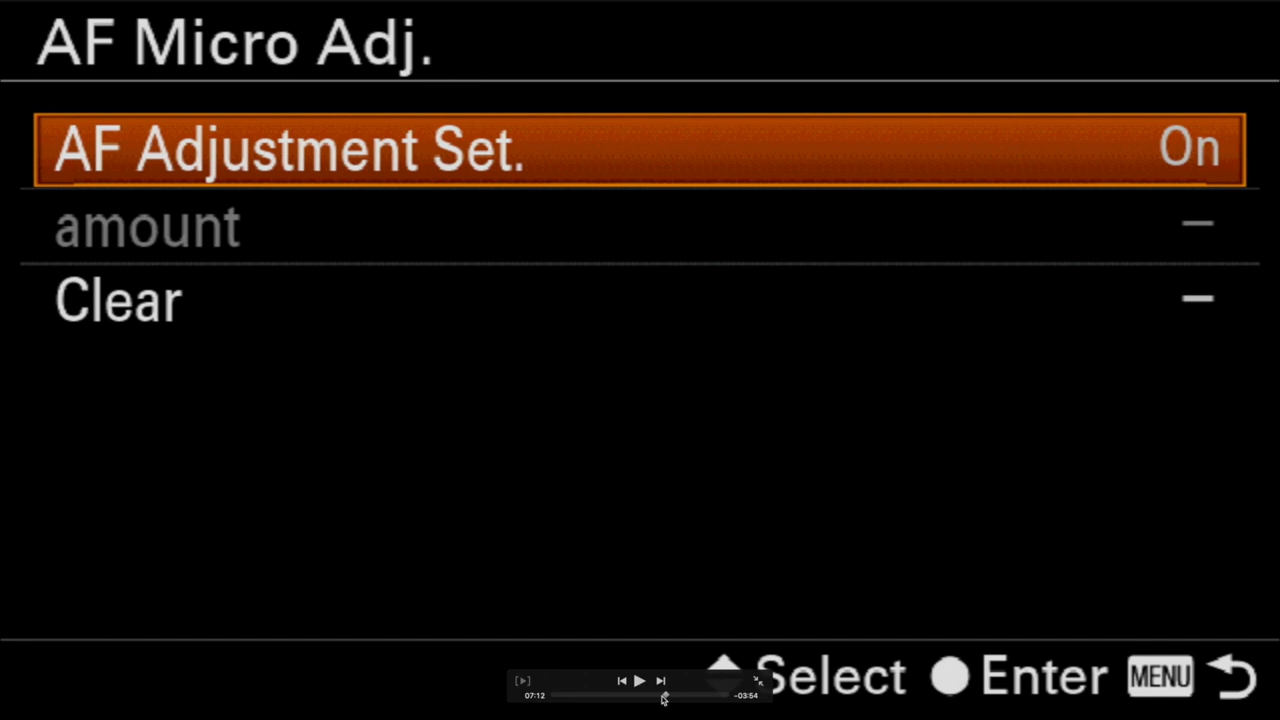 AF Micro Adj.
AF Adjustment Set. On
amount –
Clear –
Select Enter MENU
07:12 -03:54